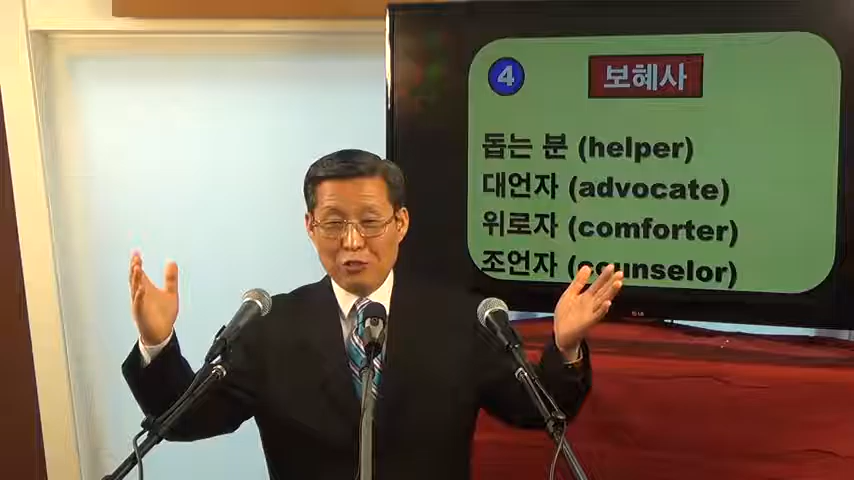 4
보혜사
돕는 분 (helper)
대언자 (advocate)
위로자 (comforter)
조언자 (counselor)